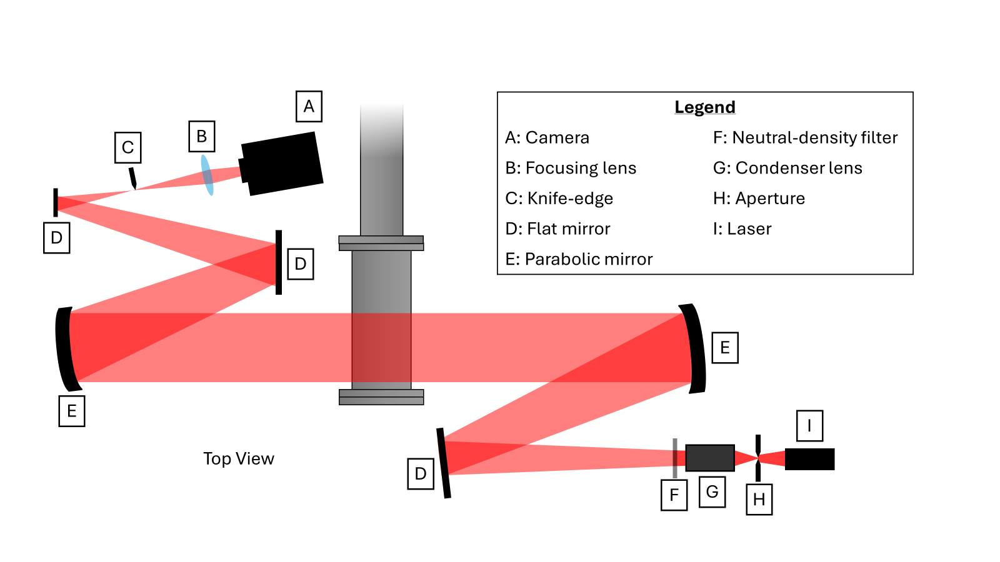 A
Legend
A: Camera
F: Neutral-density filter
B
C
B: Focusing lens
G: Condenser lens
C: Knife-edge
H: Aperture
D: Flat mirror
I: Laser
D
D
E: Parabolic mirror
E
E
I
Top View
D
F
G
H